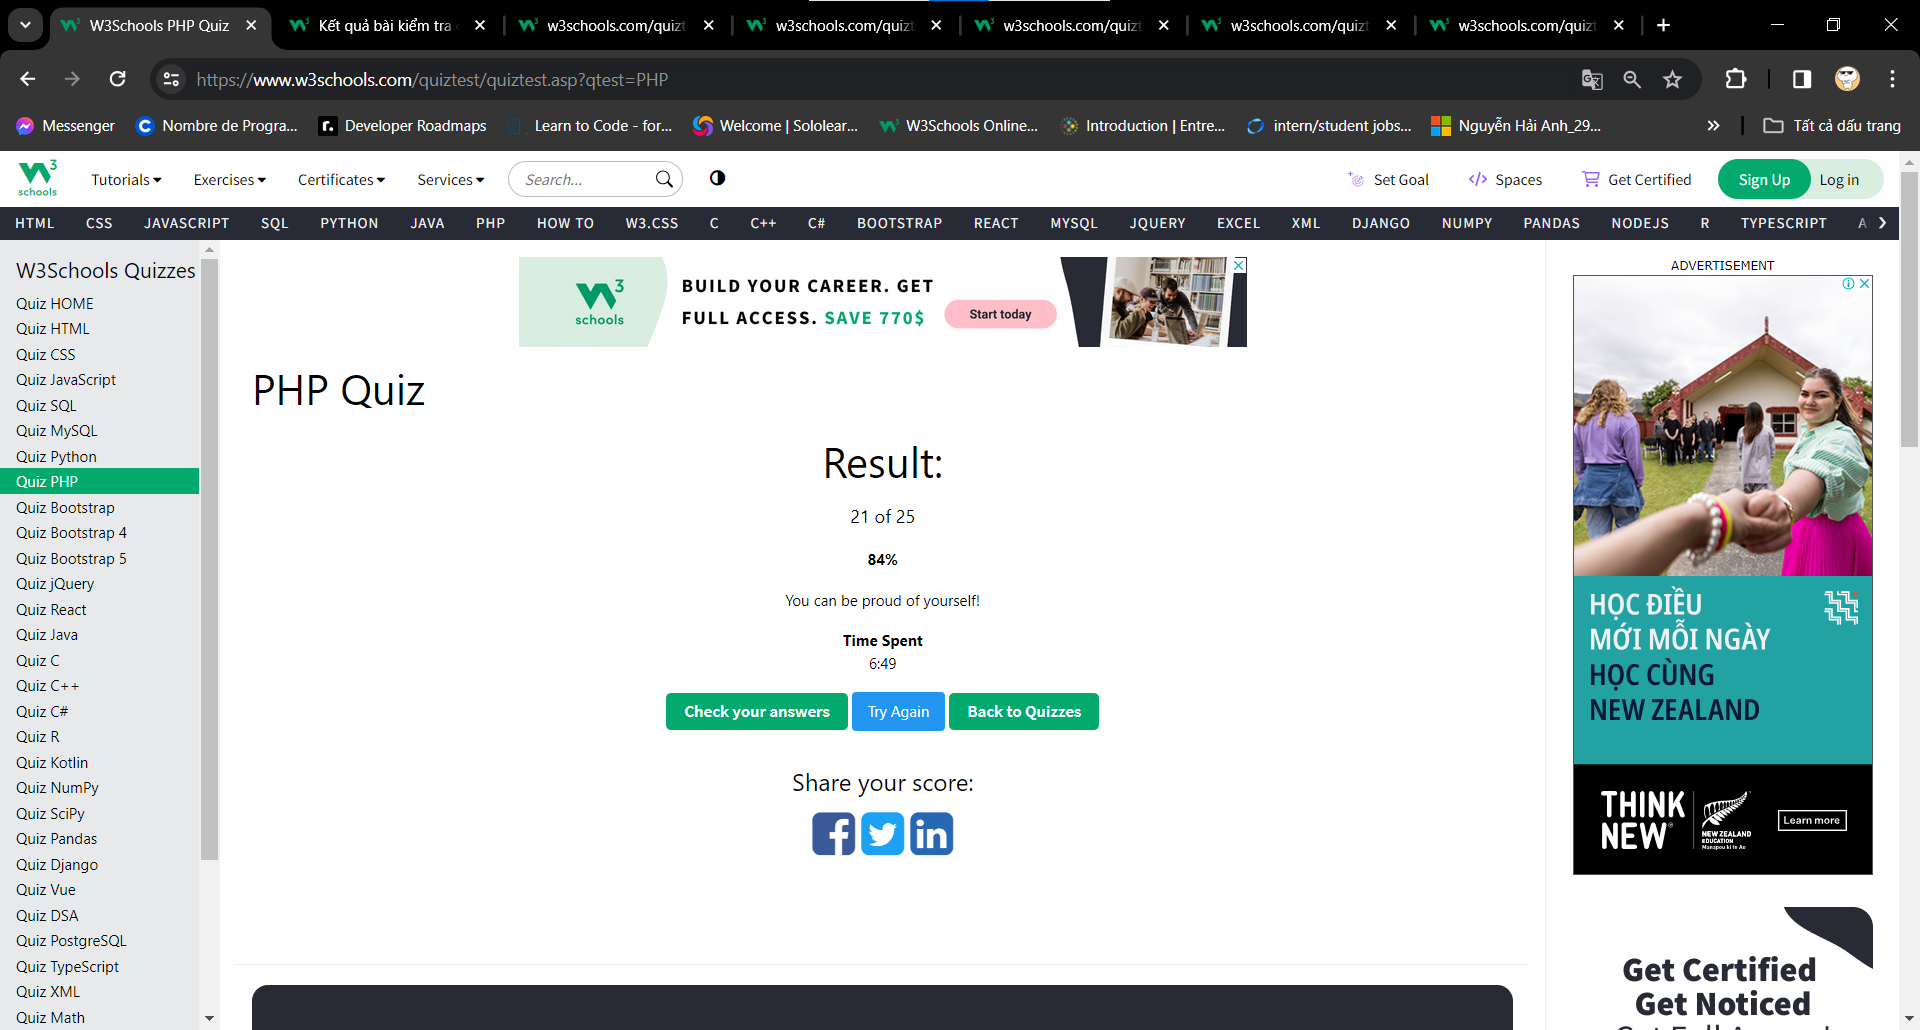 W3Schools PHP Quiz
Kết quả bài kiểm tra
w3schools.com/quizt
w3schools.com/quizt
w3schools.com/quizt
w3schools.com/quizt
w3schools.com/quizt
https://www.w3schools.com/quiztest/quiztest.asp?qtest=PHP
Messenger
Nombre de Progra...
Developer Roadmaps
Learn to Code - for...
Welcome | Sololear...
W3Schools Online...
Introduction | Entre...
intern/student jobs...
Nguyễn Hải Anh_29...
Tất cả dấu trang
W3 schools
Tutorials
Exercises
Certificates
Services
Search...
Set Goal
Spaces
Get Certified
Sign Up
Log in
HTML
CSS
JAVASCRIPT
SQL
PYTHON
JAVA
PHP
HOW TO
W3.CSS
C
C++
C#
BOOTSTRAP
REACT
MYSQL
JQUERY
EXCEL
XML
DJANGO
NUMPY
PANDAS
NODEJS
R
TYPESCRIPT
W3Schools Quizzes
Quiz HOME
Quiz HTML
Quiz CSS
Quiz JavaScript
Quiz SQL
Quiz MySQL
Quiz Python
Quiz PHP
Quiz Bootstrap
Quiz Bootstrap 4
Quiz Bootstrap 5
Quiz jQuery
Quiz React
Quiz Java
Quiz C
Quiz C++
Quiz C#
Quiz R
Quiz Kotlin
Quiz NumPy
Quiz SciPy
Quiz Pandas
Quiz Django
Quiz Vue
Quiz DSA
Quiz PostgreSQL
Quiz TypeScript
Quiz XML
Quiz Math
W3 schools
BUILD YOUR CAREER. GET
FULL ACCESS. SAVE 770$
Start today
PHP Quiz
Result:
21 of 25
84%
You can be proud of yourself!
Time Spent
6:49
Check your answers
Try Again
Back to Quizzes
Share your score:
ADVERTISEMENT
HỌC ĐIỀU
MỚI MỖI NGÀY
HỌC CÙNG
NEW ZEALAND
THINK
NEW
NEW ZEALAND
EDUCATION
Manapou ki te Ao
Learn more
Get Certified
Get Noticed